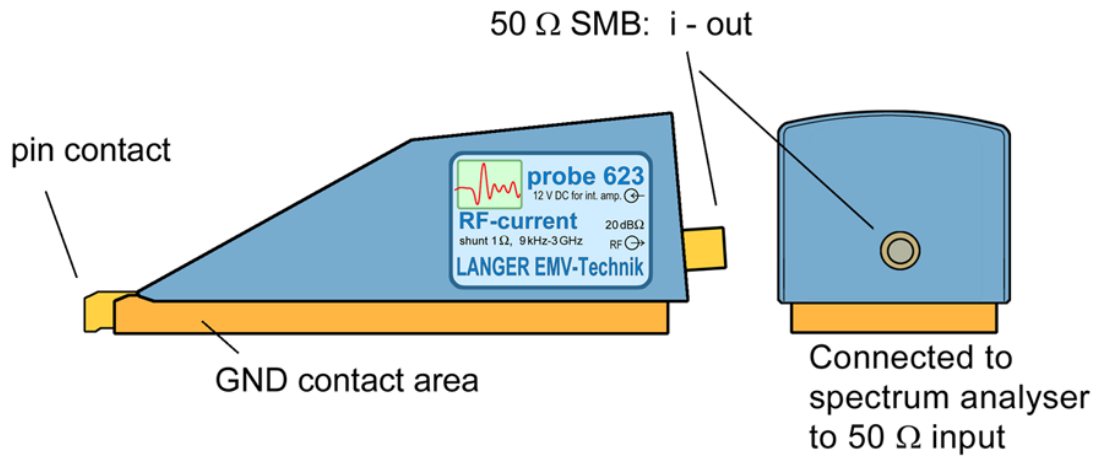 50 Ω SMB: i - out
pin contact
probe 623
12 V DC for int. amp.
RF-current
20 dBΩ
shunt 1 Ω, 9 kHz-3 GHz
RF
LANGER EMV-Technik
GND contact area
Connected to
spectrum analyser
to 50 Ω input